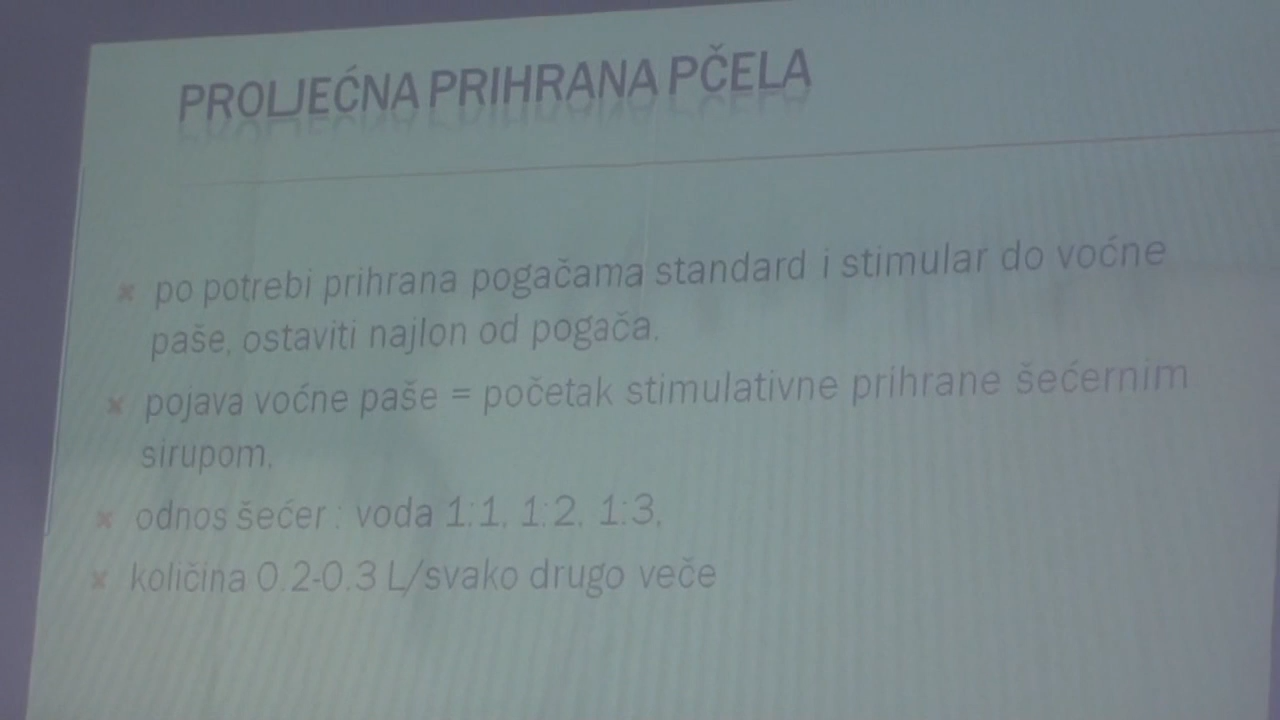 PROLJEĆNA PRIHRANA PČELA
po potrebi prihrana pogačama standard i stimular do voćne
paše, ostaviti najlon od pogača.
pojava voćne paše = početak stimulativne prihrane šećernim
sirupom.
odnos šećer : voda 1:1, 1:2, 1:3,
količina 0.2-0.3 L/svako drugo veče